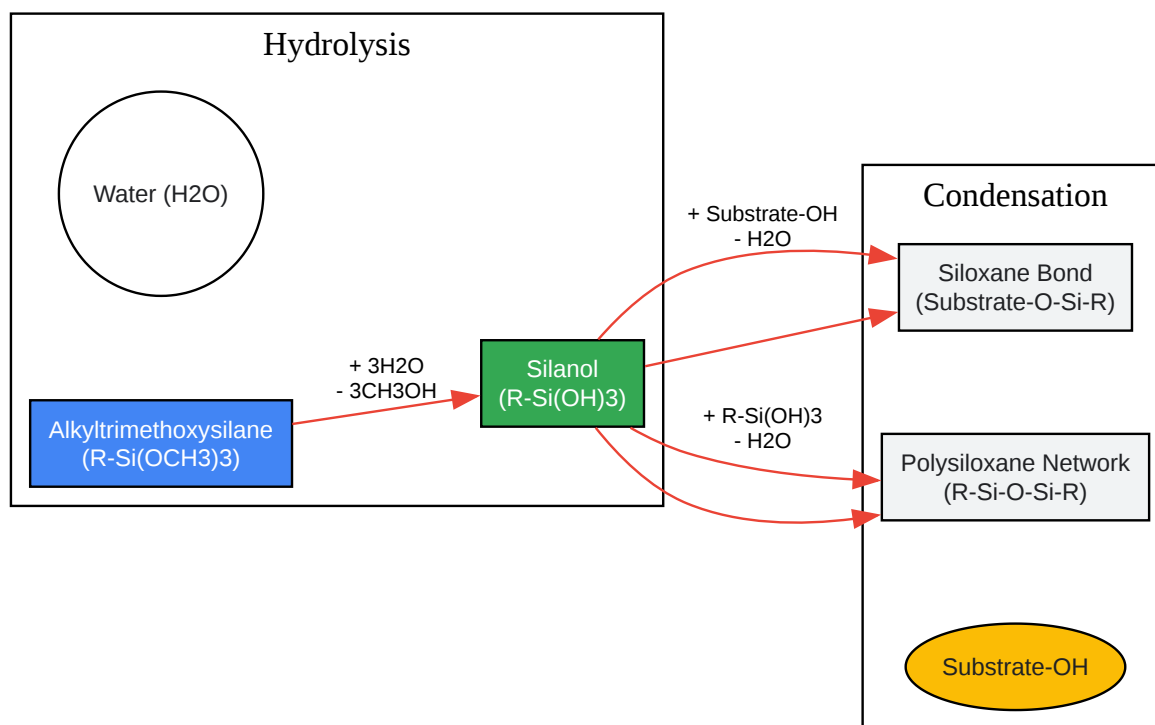 Hydrolysis
Water (H2O)
Alkyltrimethoxysilane
(R-Si(OCH3)3)
+ 3H2O
- 3CH3OH
Silanol
(R-Si(OH)3)
+ Substrate-OH
- H2O
+ R-Si(OH)3
- H2O
Condensation
Siloxane Bond
(Substrate-O-Si-R)
Polysiloxane Network
(R-Si-O-Si-R)
Substrate-OH